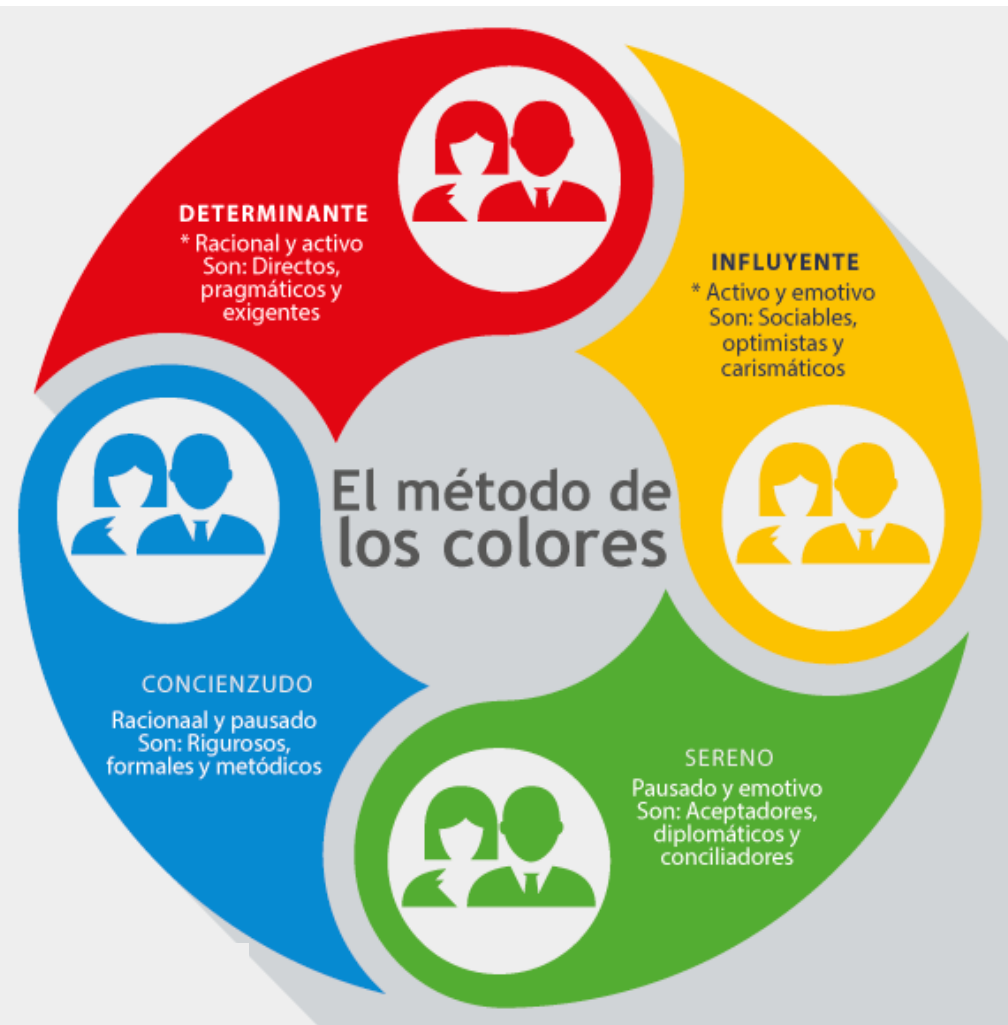 DETERMINANTE
* Racional y activo
Son: Directos,
pragmáticos y
exigentes
INFLUYENTE
* Activo y emotivo
Son: Sociables,
optimistas y
carismáticos
El método de
los colores
CONCIENZUDO
Racionaal y pausado
Son: Rigurosos,
formales y metódicos
SERENO
Pausado y emotivo
Son: Aceptadores,
diplomáticos y
conciliadores